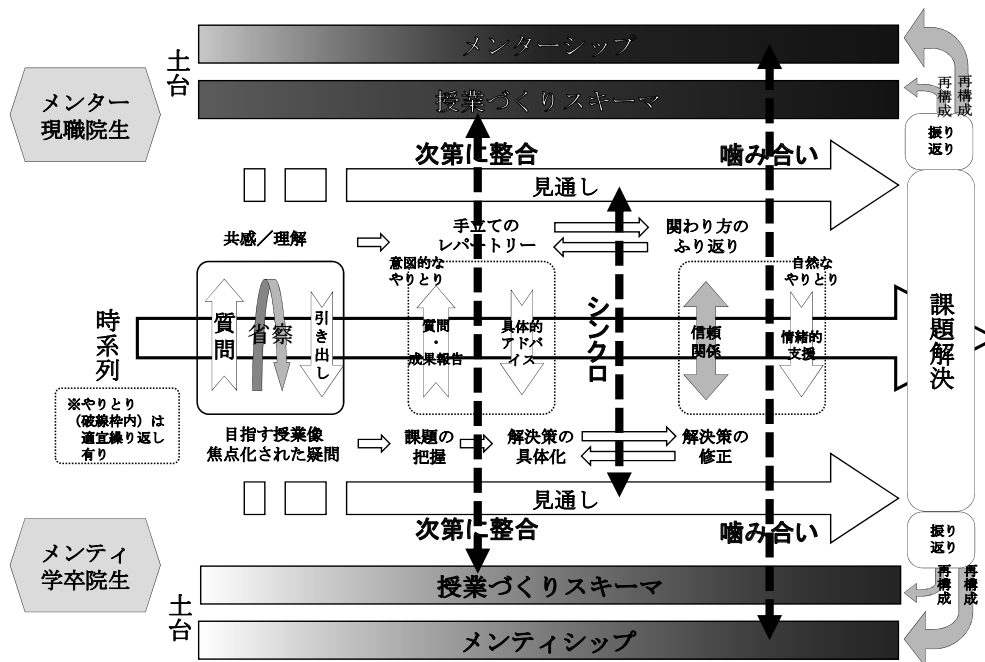 メンターシップ
土台
授業づくりスキーマ
メンター
現職院生
再構成
再構成
振り
返り
次第に整合
噛み合い
見通し
共感／理解
手立ての
レパートリー
関わり方の
ふり返り
意図的な
やりとり
自然な
やりとり
時系列
質問
省察
引き出し
質問
・
成果報告
具体的
アドバ
イス
シンクロ
信頼
関係
情緒的
支援
課題解決
※やりとり
（破線枠内）は
適宜繰り返し
有り
目指す授業像
焦点化された疑問
課題の
把握
解決策の
具体化
解決策の
修正
見通し
次第に整合
噛み合い
振り
返り
メンティ
学卒院生
土台
授業づくりスキーマ
再構成
再構成
メンティシップ